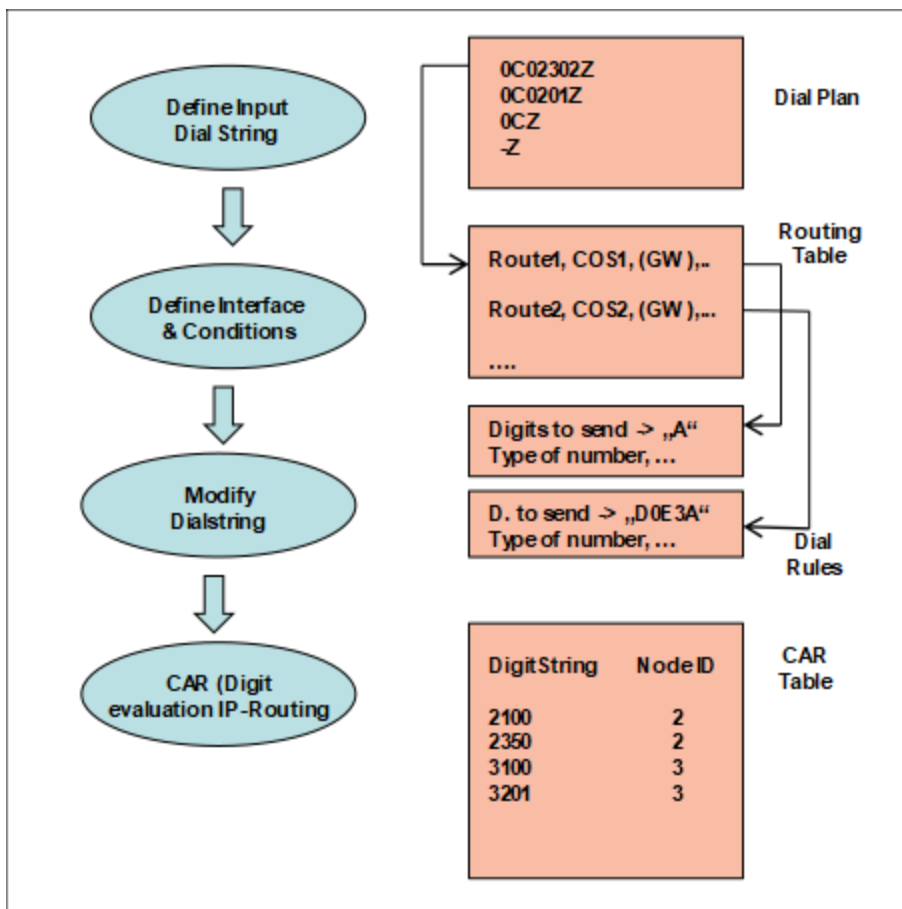 Define Input
Dial String
Define Interface
& Conditions
Modify
Dialstring
CAR (Digit
evaluation IP-Routing
0C02302Z
0C0201Z
0CZ
-Z
Dial Plan
Routing
Table
Route1, COS1, (GW ),..
Route2, COS2, (GW ),...
....
Digits to send -> „A“
Type of number, ...
D. to send -> „D0E3A“
Type of number, ...
Dial
Rules
CAR
Table
Digit String Node ID
2100 2
2350 2
3100 3
3201 3